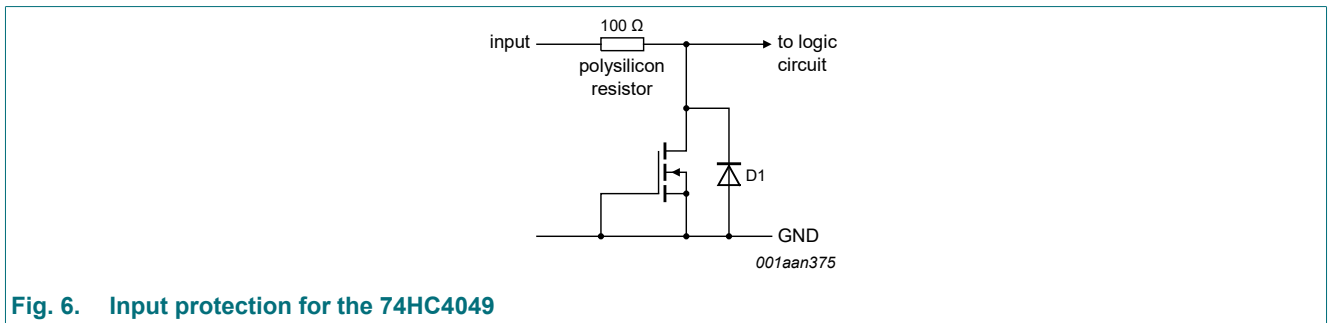 100 Ω
input
to logic
circuit
polysilicon
resistor
D1
GND
001aan375
Fig. 6. Input protection for the 74HC4049